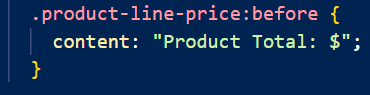 .product-line-price:before {
  content: "Product Total: $";
}